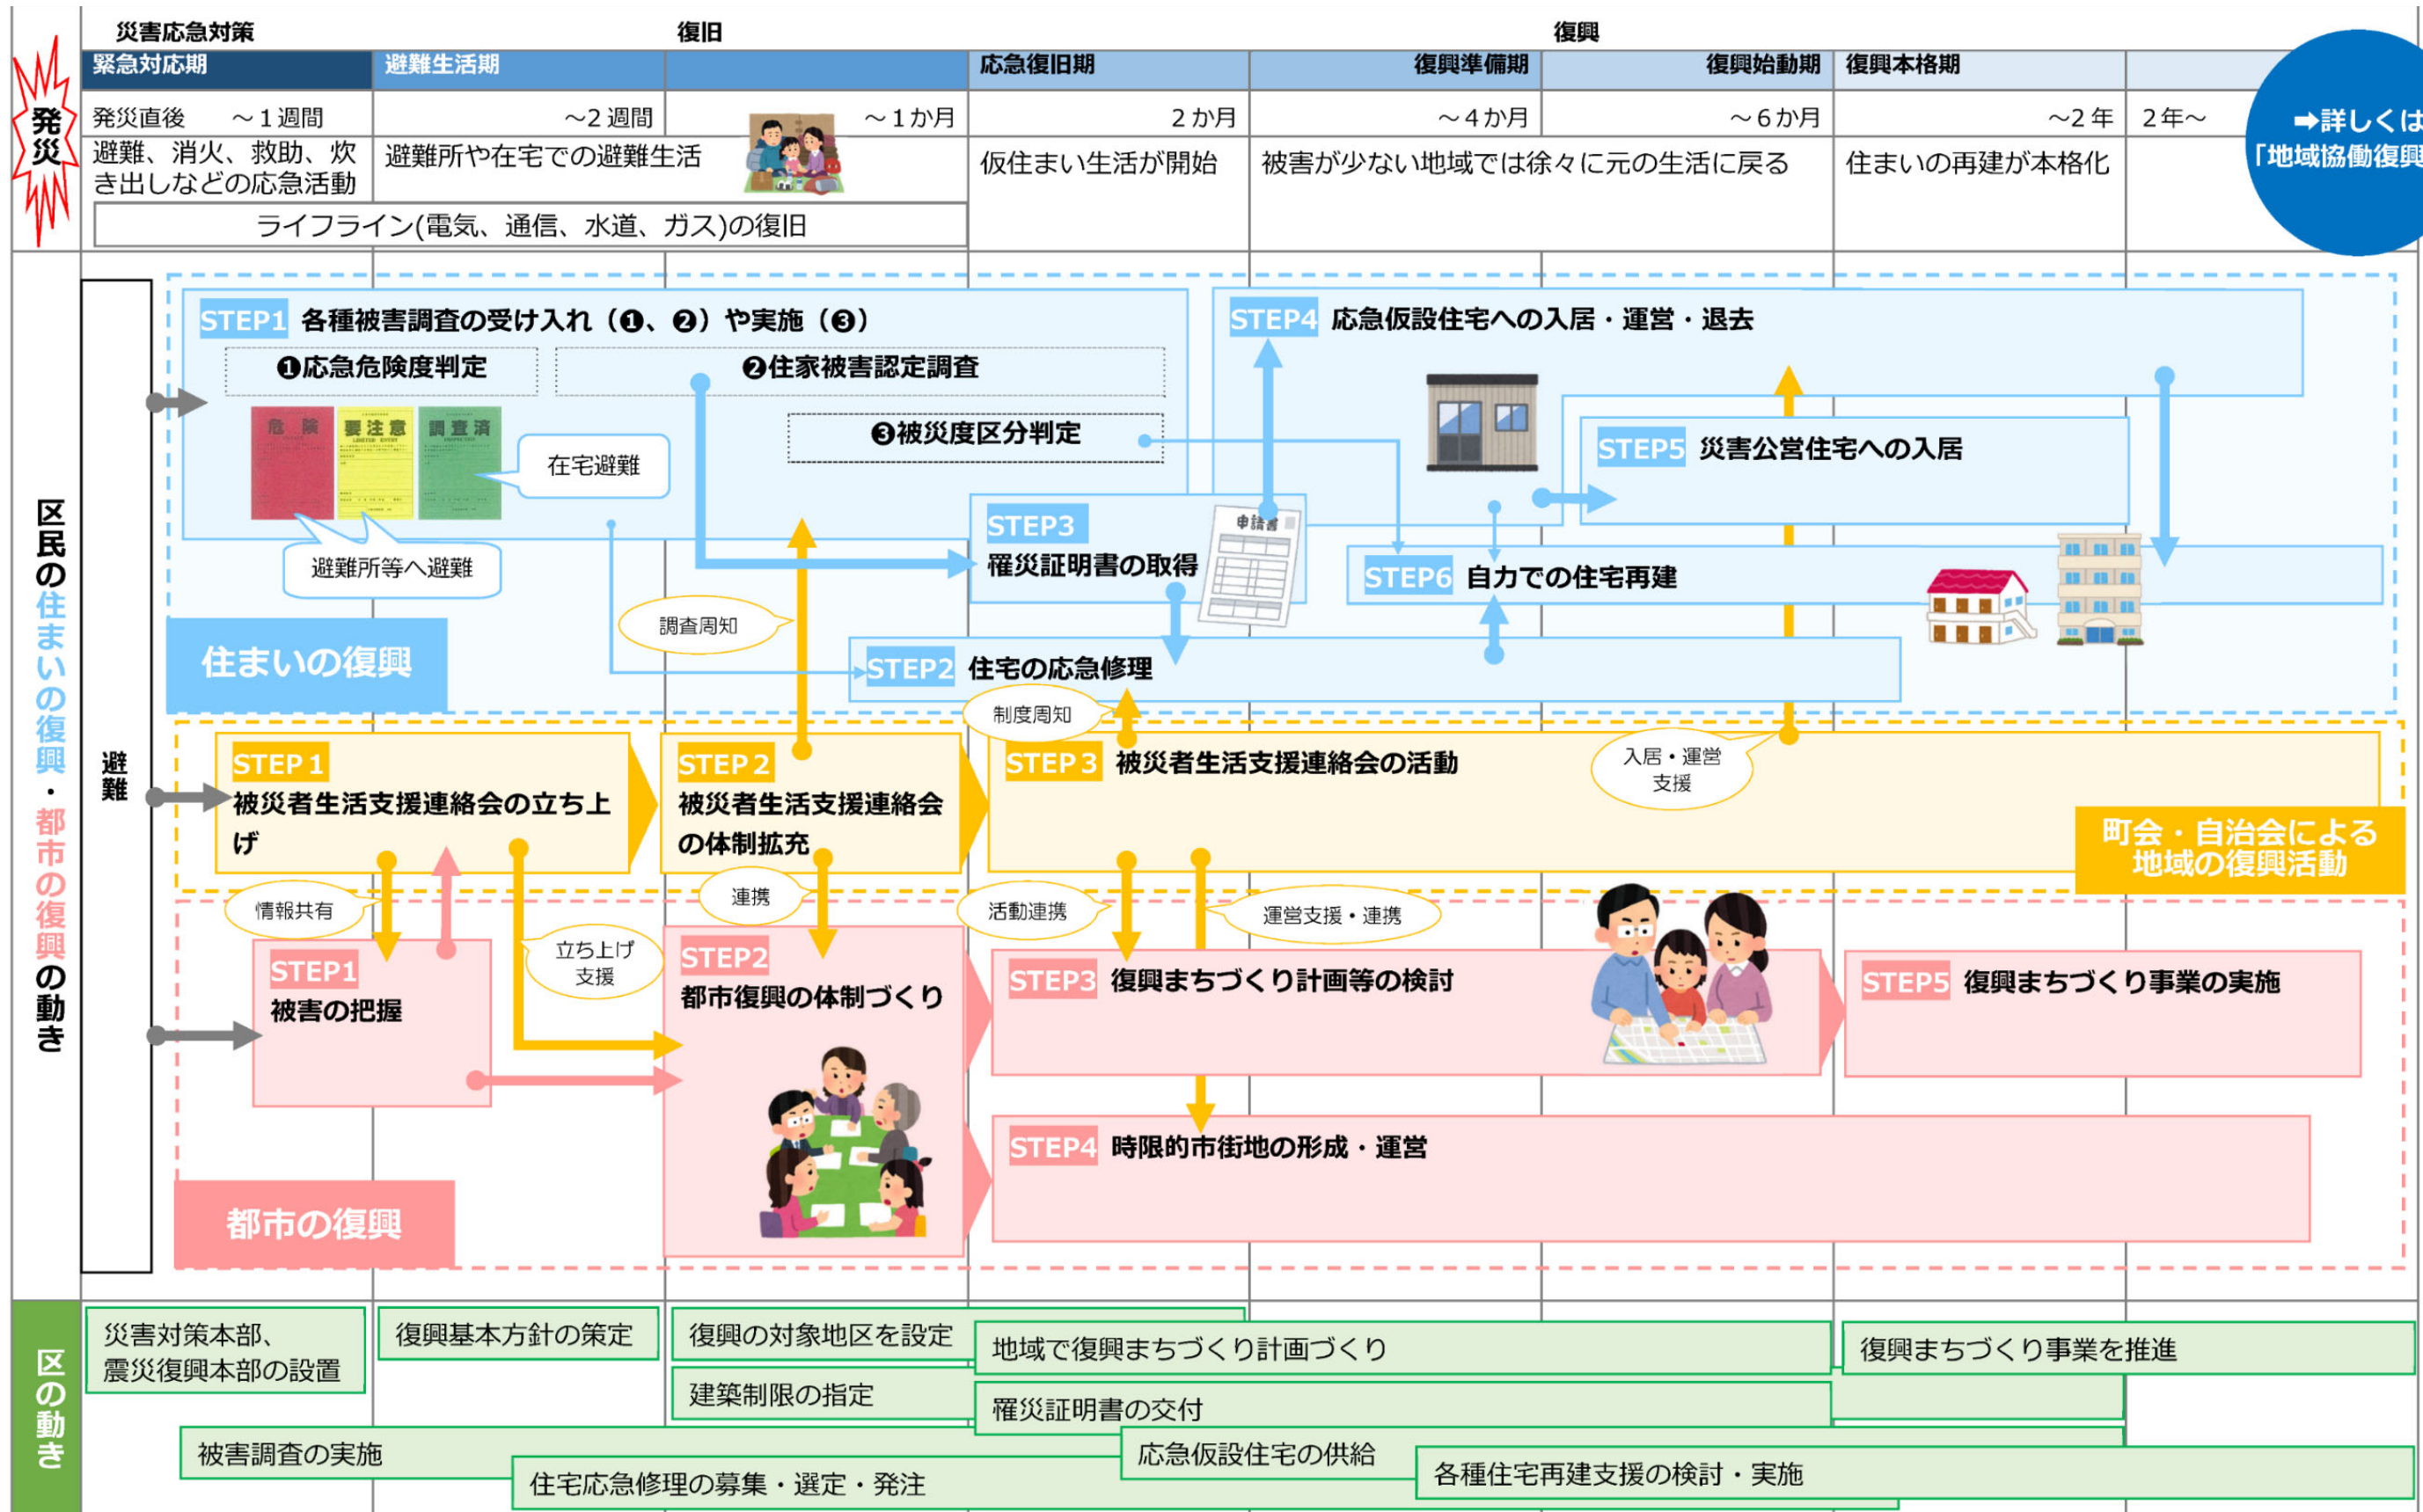 災害応急対策 復旧 復興
緊急対応期 避難生活期 応急復旧期 復興準備期 復興始動期 復興本格期
発災
発災直後 ～１週間 ～2 週間 ～１か月 2 か月 ～４か月 ～６か月 ～2 年 2年～
➡詳しくは
「地域協働復興
避難、消火、救助、炊
き出しなどの応急活動
避難所や在宅での避難生活
仮住まい生活が開始
被害が少ない地域では徐々に元の生活に戻る
住まいの再建が本格化
ライフライン(電気、通信、水道、ガス)の復旧
区民の住まいの復興・都市の復興の動き
避難
STEP1 各種被害調査の受け入れ（❶、❷）や実施（❸）
❶応急危険度判定
❷住家被害認定調査
❸被災度区分判定
危 険
要注意
LIMITED ENTRY
調査済
INSPECTED
在宅避難
避難所等へ避難
STEP4 応急仮設住宅への入居・運営・退去
STEP5 災害公営住宅への入居
STEP3
罹災証明書の取得
申請書
STEP6 自力での住宅再建
調査周知
STEP2 住宅の応急修理
住まいの復興
制度周知
STEP 1
被災者生活支援連絡会の立ち上
げ
STEP 2
被災者生活支援連絡会
の体制拡充
STEP 3 被災者生活支援連絡会の活動
入居・運営
支援
町会・自治会による
地域の復興活動
情報共有
立ち上げ
支援
連携
活動連携
運営支援・連携
STEP1
被害の把握
STEP2
都市復興の体制づくり
STEP3 復興まちづくり計画等の検討
STEP5 復興まちづくり事業の実施
STEP4 時限的市街地の形成・運営
都市の復興
区の動き
災害対策本部、
震災復興本部の設置
復興基本方針の策定
復興の対象地区を設定
地域で復興まちづくり計画づくり
復興まちづくり事業を推進
建築制限の指定
罹災証明書の交付
被害調査の実施
応急仮設住宅の供給
住宅応急修理の募集・選定・発注
各種住宅再建支援の検討・実施